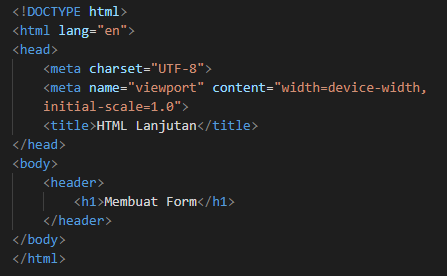 <!DOCTYPE html>
<html lang="en">
<head>
    <meta charset="UTF-8">
    <meta name="viewport" content="width=device-width,
    initial-scale=1.0">
    <title>HTML Lanjutan</title>
</head>
<body>
    <header>
        <h1>Membuat Form</h1>
    </header>
</body>
</html>